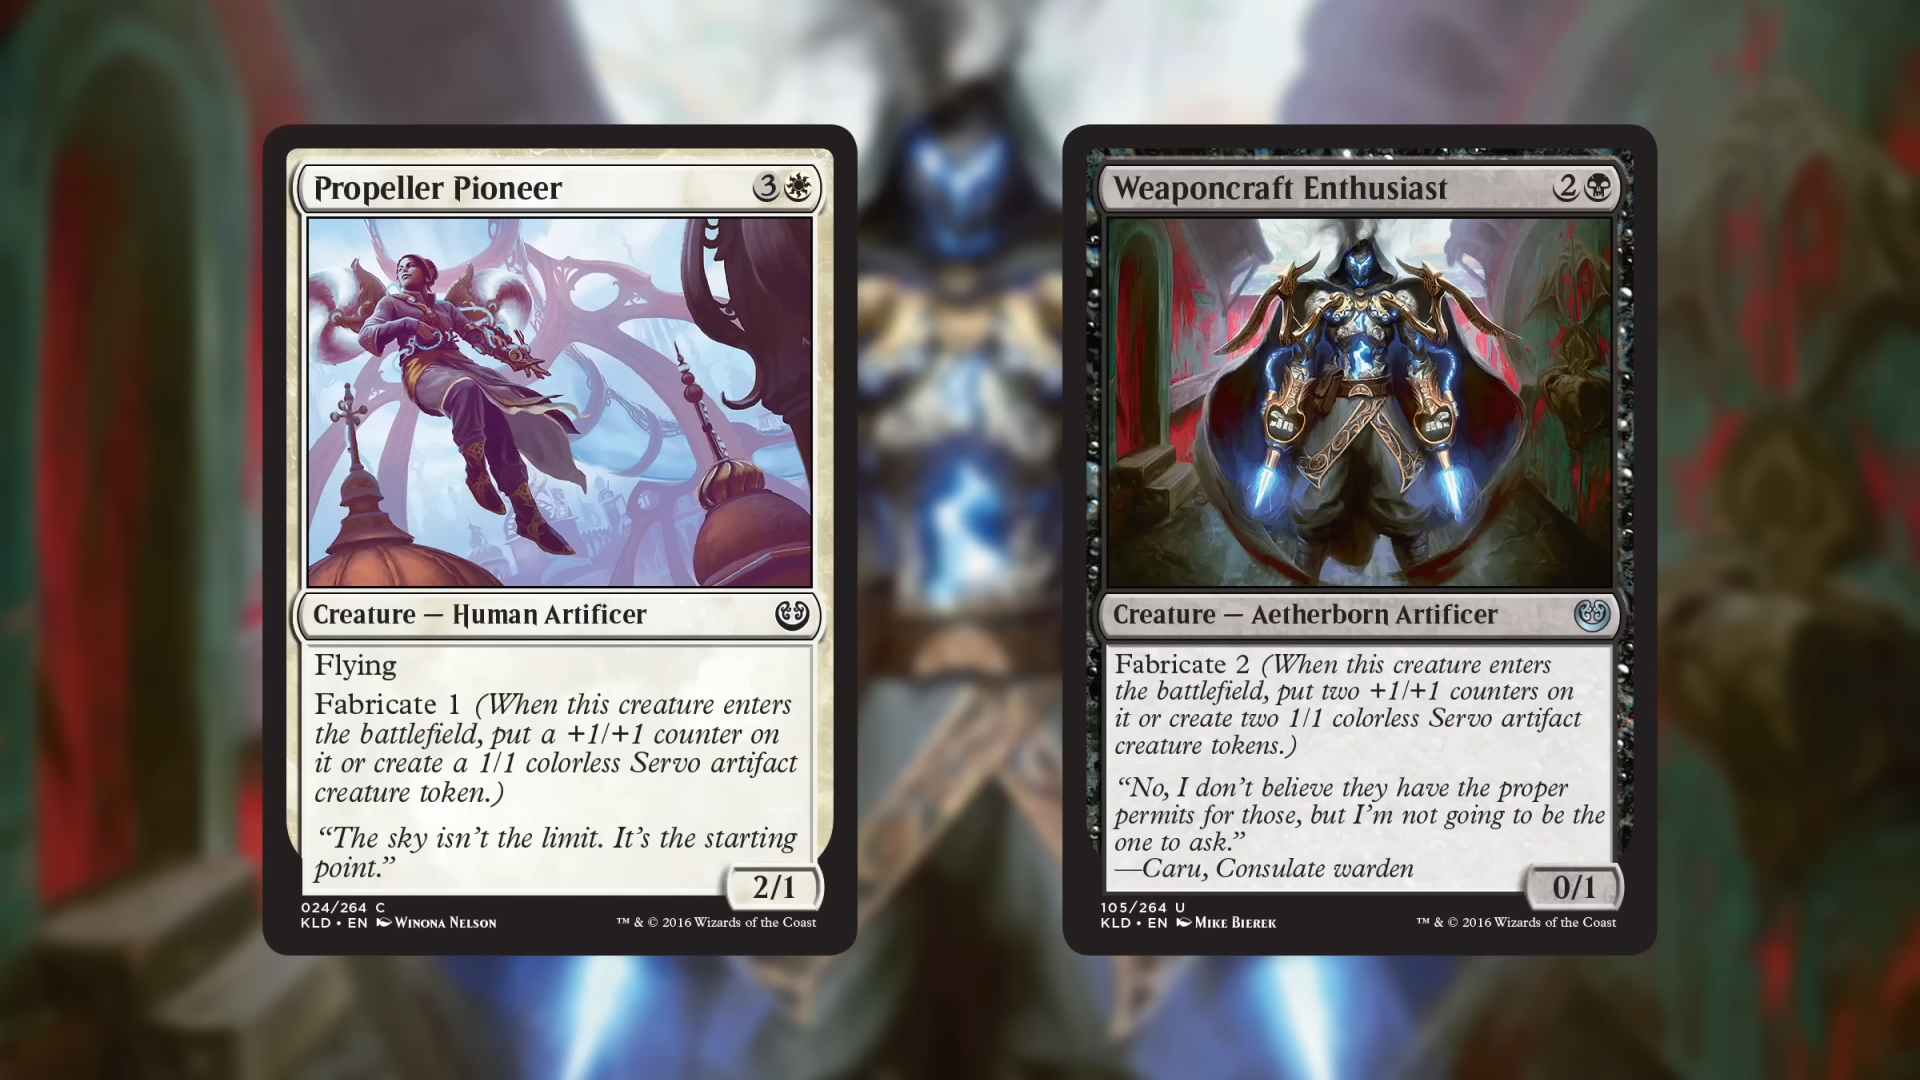 Propeller Pioneer
3
Creature — Human Artificer
Flying
Fabricate 1 (When this creature enters
the battlefield, put a +1/+1 counter on
it or create a 1/1 colorless Servo artifact
creature token.)
“The sky isn’t the limit. It’s the starting
point.”
2/1
024/264 C
KLD • EN Winona Nelson
™ & © 2016 Wizards of the Coast
Weaponcraft Enthusiast
2
Creature — Aetherborn Artificer
Fabricate 2 (When this creature enters
the battlefield, put two +1/+1 counters on
it or create two 1/1 colorless Servo artifact
creature tokens.)
“No, I don’t believe they have the proper
permits for those, but I’m not going to be the
one to ask.”
—Caru, Consulate warden
0/1
105/264 U
KLD • EN Mike Bierek
™ & © 2016 Wizards of the Coast